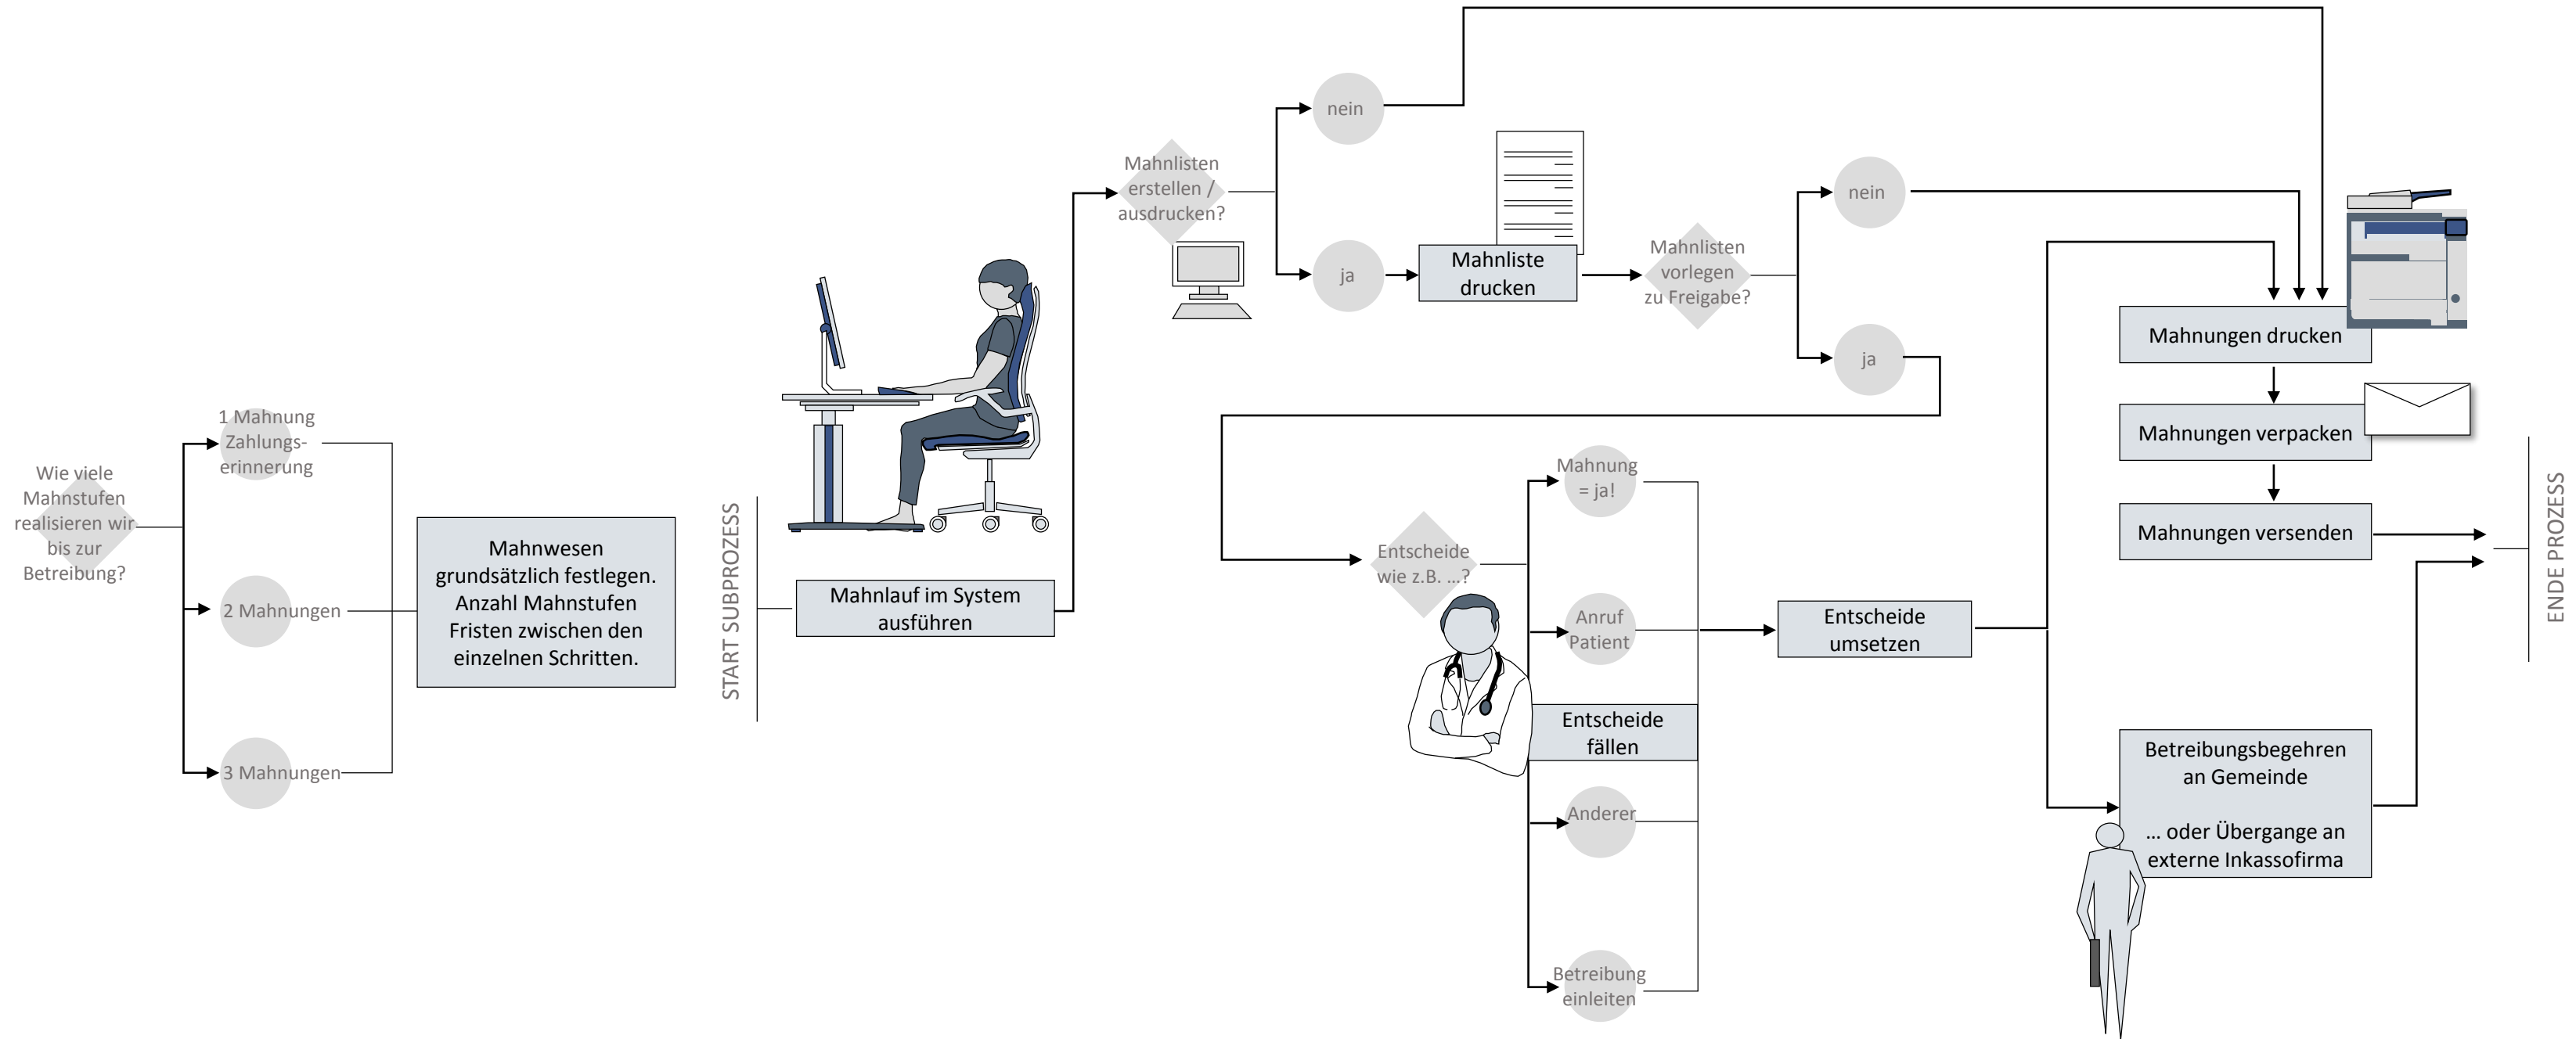 Wie viele
Mahnstufen
realisieren wir
bis zur
Betreibung?
1 Mahnung
Zahlungs-
erinnerung
2 Mahnungen
3 Mahnungen
Mahnwesen
grundsätzlich festlegen.
Anzahl Mahnstufen
Fristen zwischen den
einzelnen Schritten.
START SUBPROZESS
Mahnlauf im System
ausführen
Mahnlisten
erstellen /
ausdrucken?
nein
ja
Mahnliste
drucken
Mahnlisten
vorlegen
zu Freigabe?
nein
ja
Entscheide
wie z.B. ...?
Mahnung
= ja!
Anruf
Patient
Entscheide
fällen
Anderer
Betreibung
einleiten
Entscheide
umsetzen
Mahnungen drucken
Mahnungen verpacken
Mahnungen versenden
Betreibungsbegehren
an Gemeinde
... oder Übergange an
externe Inkassofirma
ENDE PROZESS